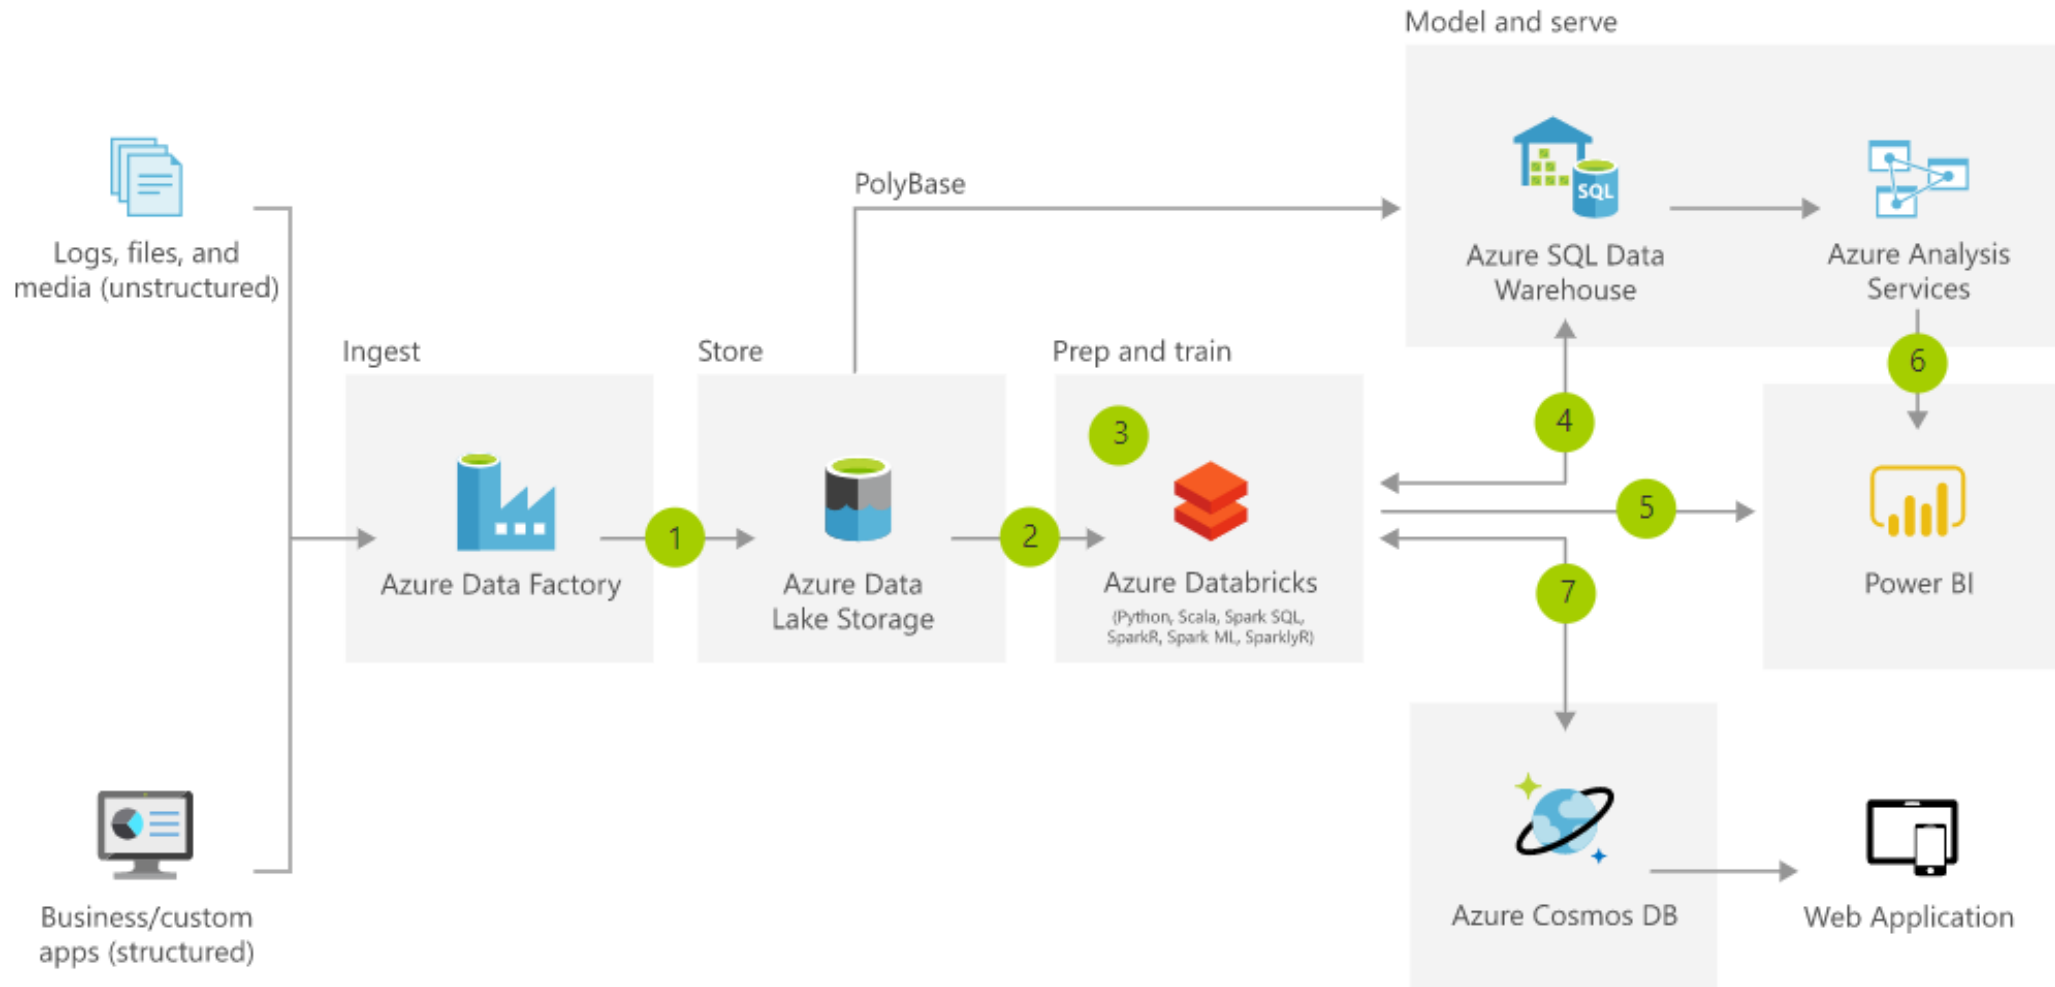 Model and serve
PolyBase
SQL
Azure SQL Data
Warehouse
Azure Analysis
Services
Logs, files, and
media (unstructured)
Ingest
Store
Prep and train
6
3
4
5
1
2
7
Azure Data Factory
Azure Data
Lake Storage
Azure Databricks
(Python, Scala, Spark SQL,
SparkR, Spark ML, SparklyR)
Power BI
Business/custom
apps (structured)
Azure Cosmos DB
Web Application